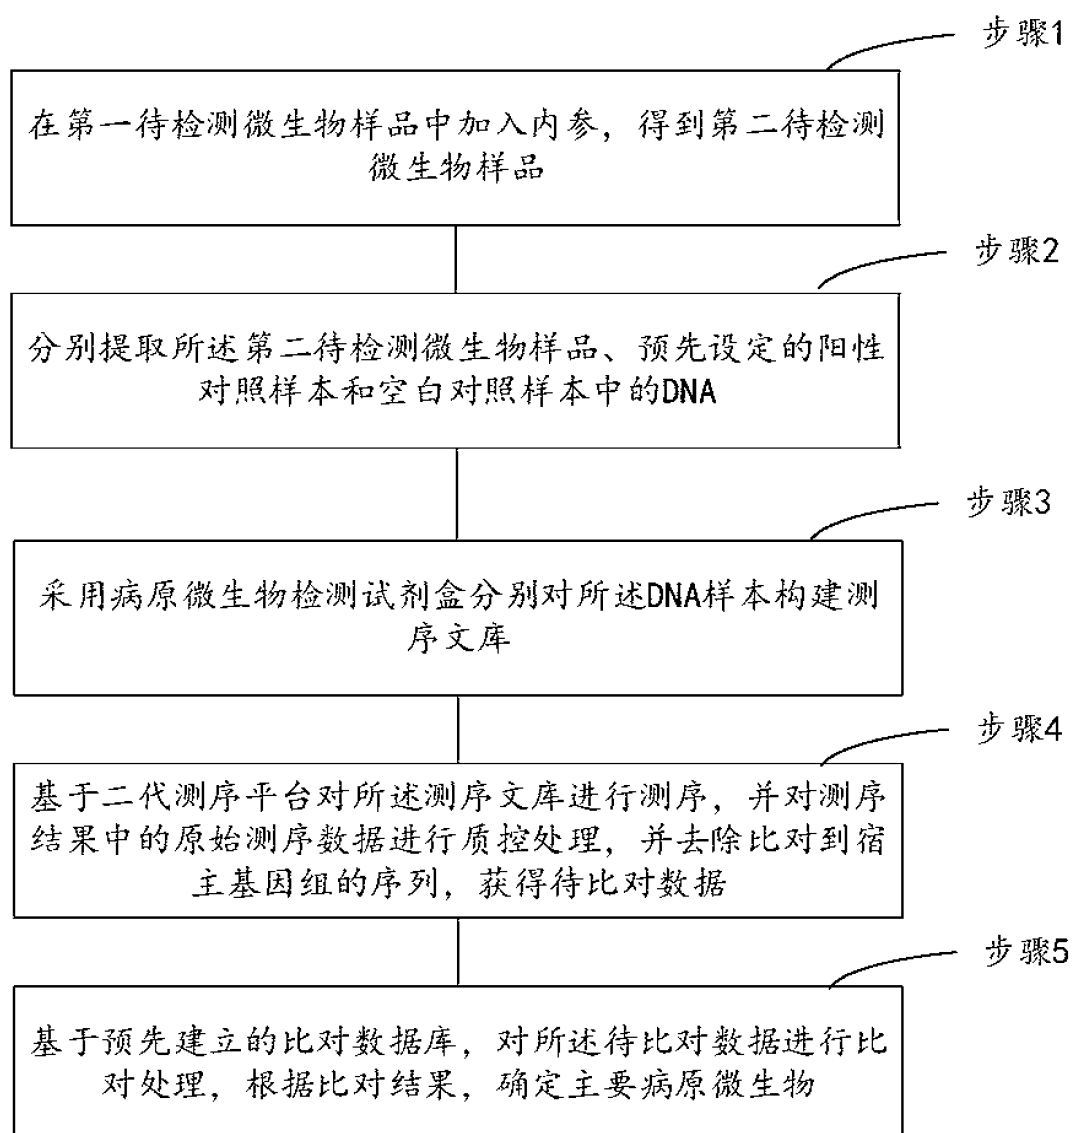 步骤1
在第一待检测微生物样品中加入内参，得到第二待检测
微生物样品
步骤2
分别提取所述第二待检测微生物样品、预先设定的阳性
对照样本和空白对照样本中的DNA
步骤3
采用病原微生物检测试剂盒分别对所述DNA样本构建测
序文库
步骤4
基于二代测序平台对所述测序文库进行测序，并对测序
结果中的原始测序数据进行质控处理，并去除比对到宿
主基因组的序列，获得待比对数据
步骤5
基于预先建立的比对数据库，对所述待比对数据进行比
对处理，根据比对结果，确定主要病原微生物